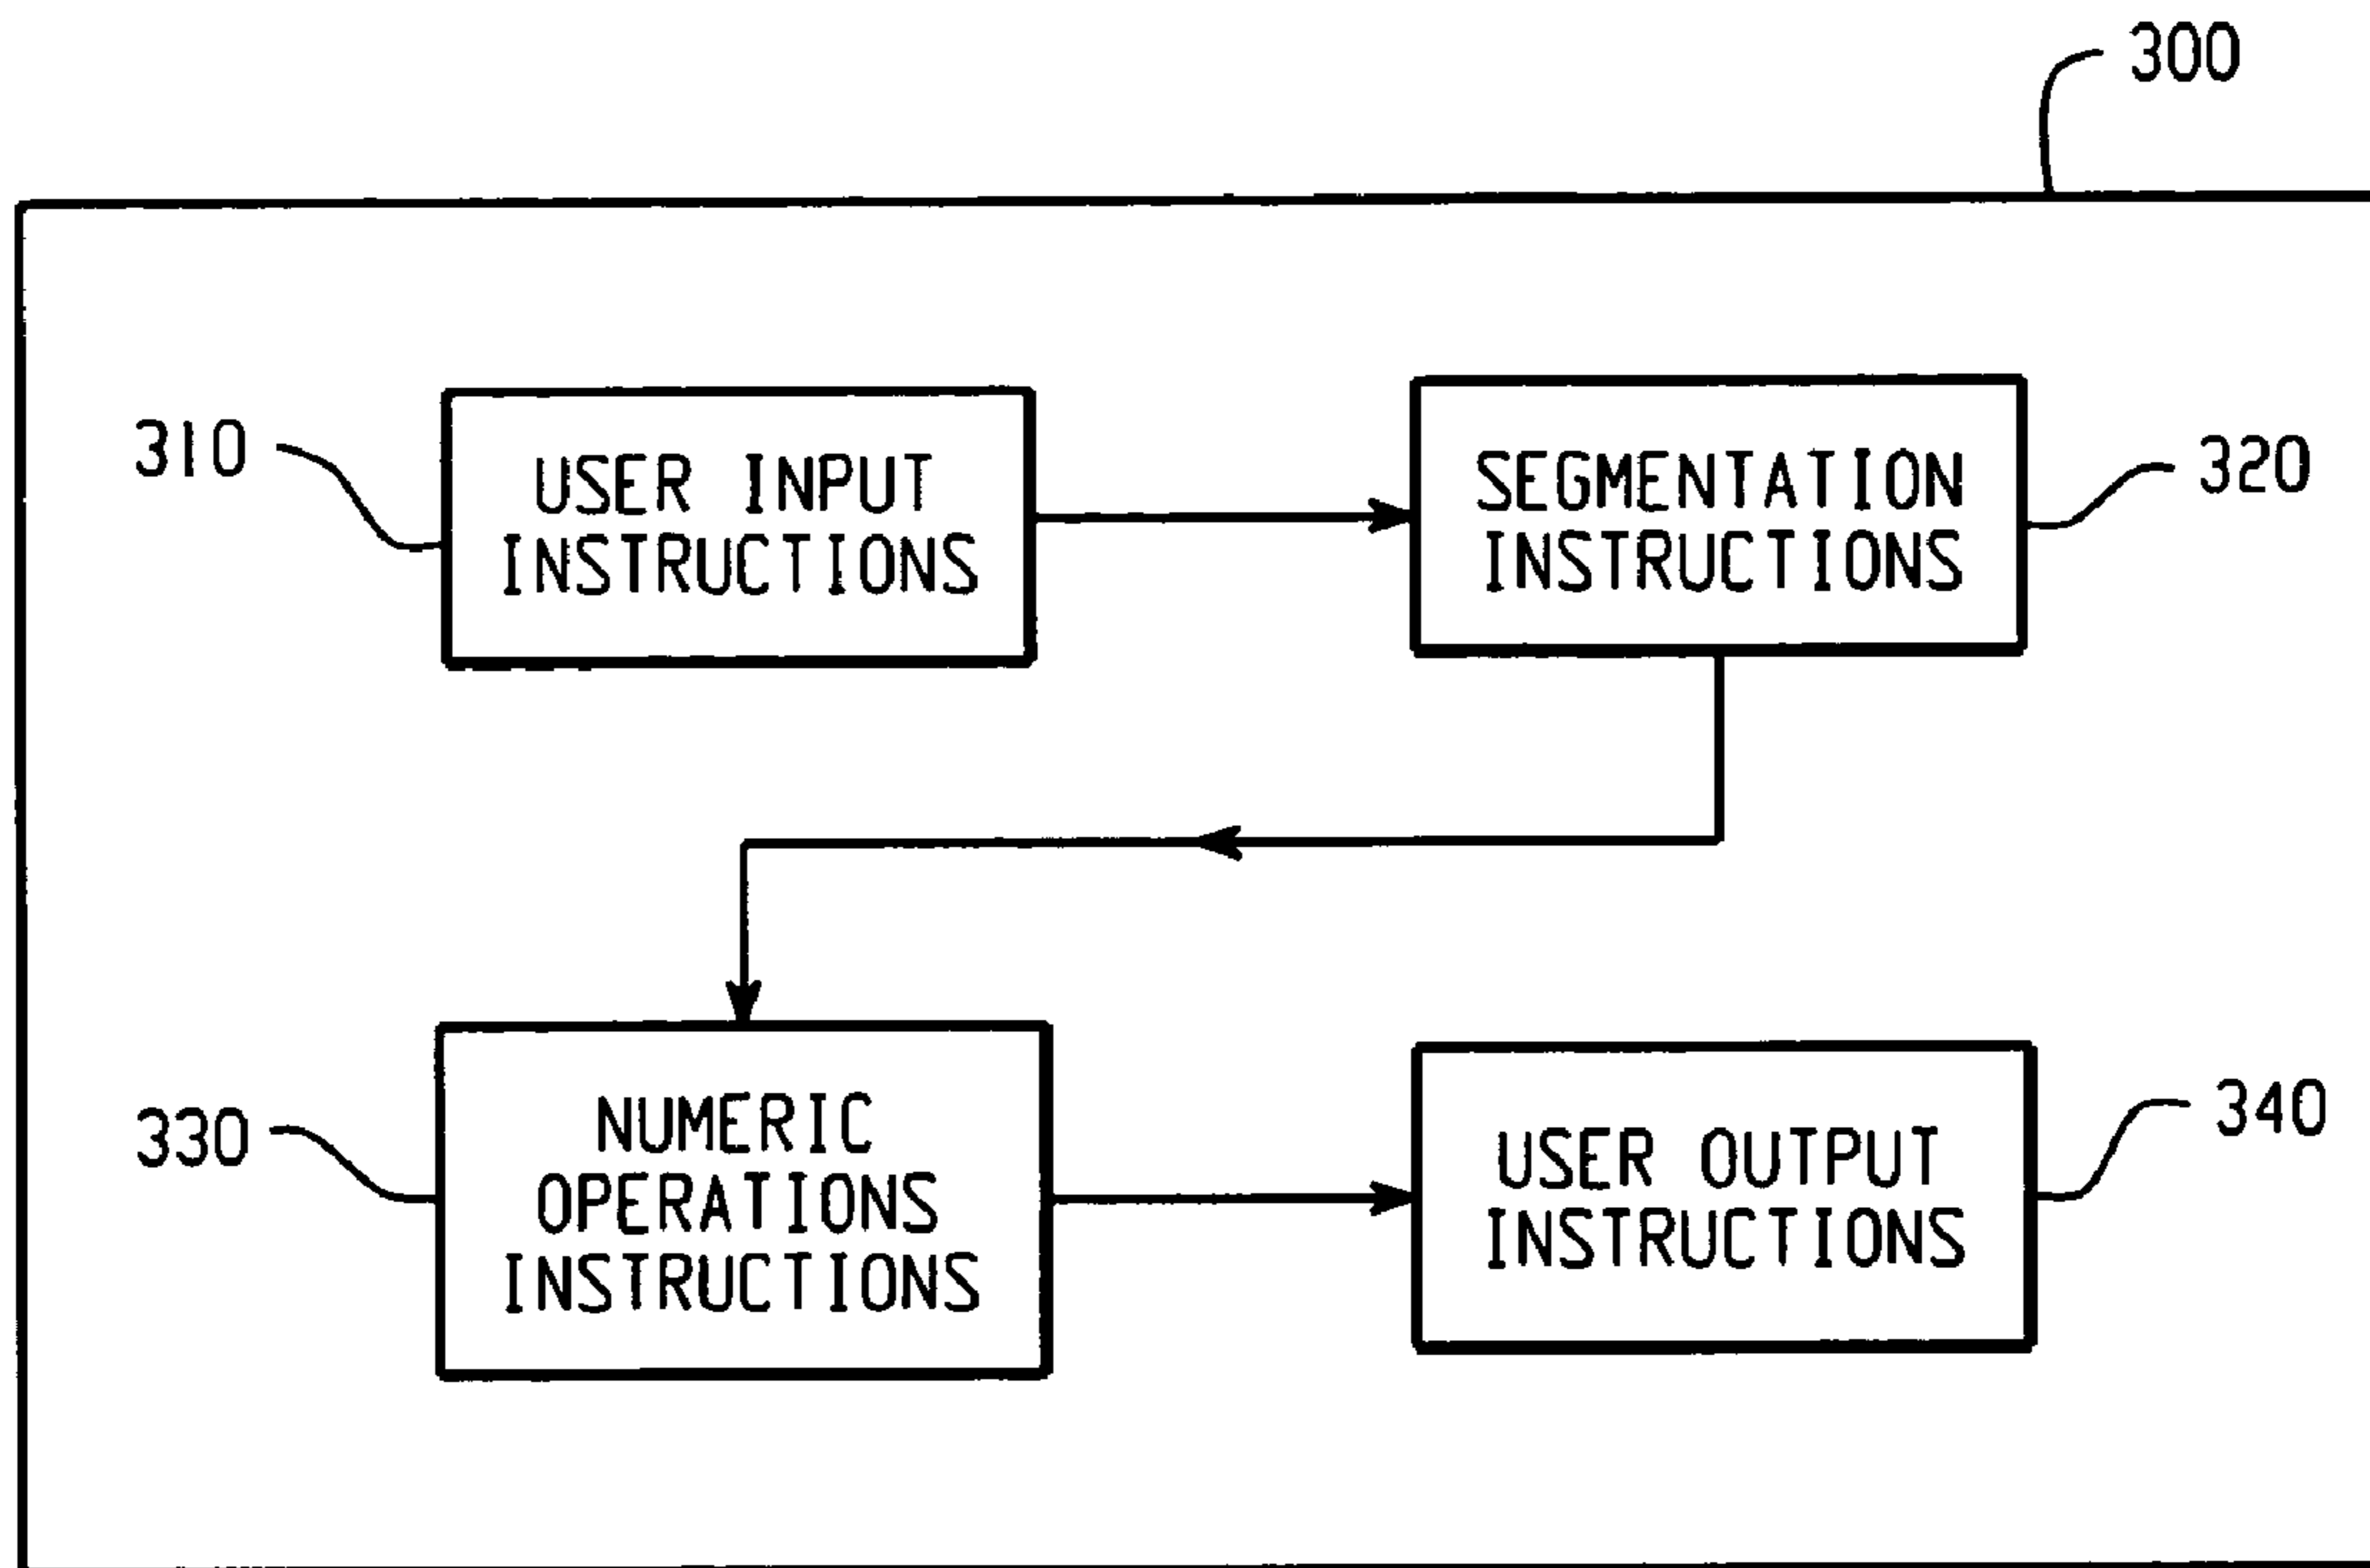 300
310
USER INPUT
INSTRUCTIONS
SEGMENTATION
INSTRUCTIONS
320
330
NUMERIC
OPERATIONS
INSTRUCTIONS
USER OUTPUT
INSTRUCTIONS
340